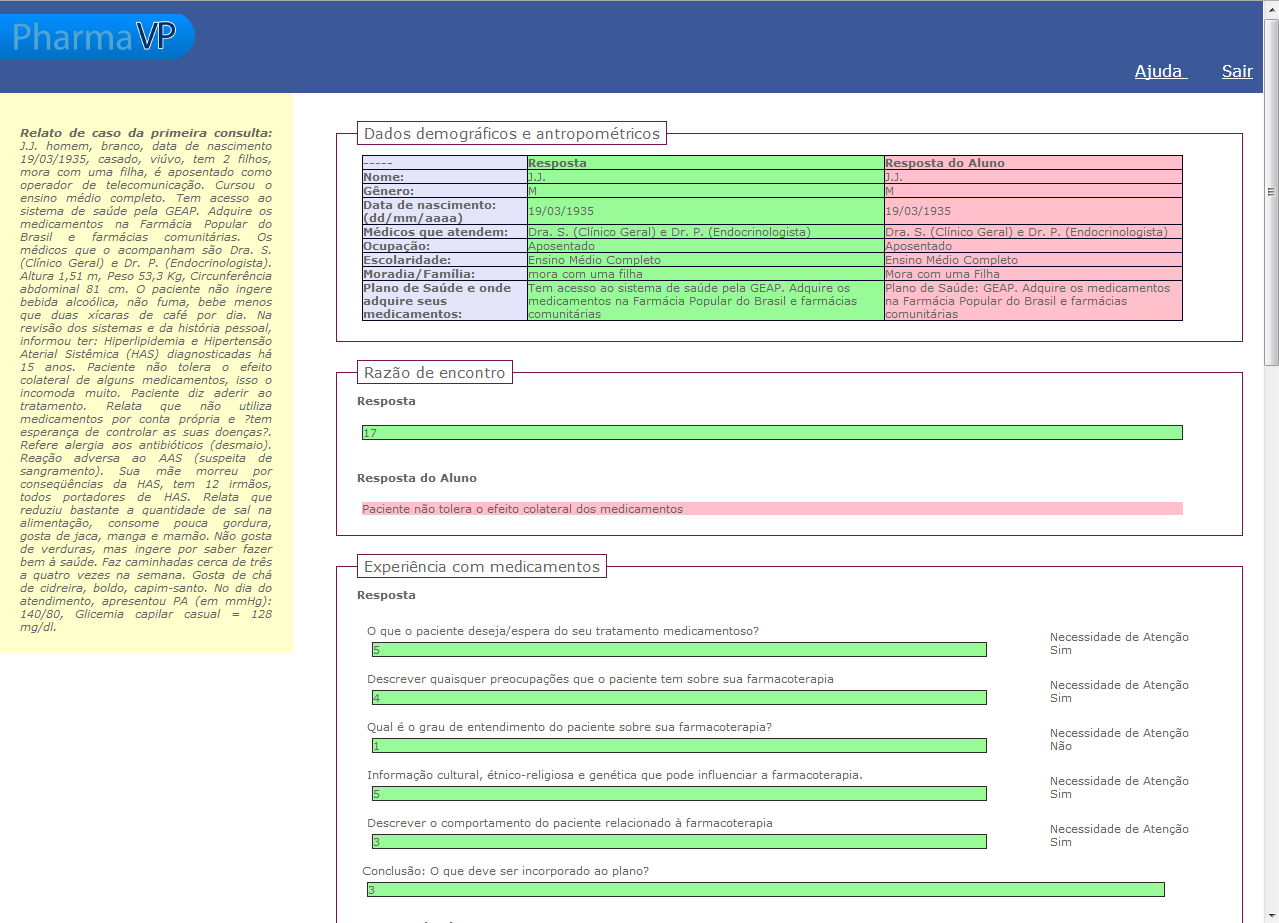 PharmaVP
Ajuda
Sair
Relato de caso da primeira consulta:
J.J. homem, branco, data de nascimento
19/03/1935, casado, viúvo, tem 2 filhos,
mora com uma filha, é aposentado como
operador de telecomunicação. Cursou o
ensino médio completo. Tem acesso ao
sistema de saúde pela GEAP. Adquire os
medicamentos na Farmácia Popular do
Brasil e farmácias comunitárias. Os
médicos que o acompanham são Dra. S.
(Clínico Geral) e Dr. P. (Endocrinologista).
Altura 1,51 m, Peso 53,3 Kg, Circunferência
abdominal 81 cm. O paciente não ingere
bebida alcoólica, não fuma, bebe menos
que duas xícaras de café por dia. Na
revisão dos sistemas e da história pessoal,
informou ter: Hiperlipidemia e Hipertensão
Aterial Sistêmica (HAS) diagnosticadas há
15 anos. Paciente não tolera o efeito
colateral de alguns medicamentos, isso o
incomoda muito. Paciente diz aderir ao
tratamento. Relata que não utiliza
medicamentos por conta própria e ?tem
esperança de controlar as suas doenças?.
Refere alergia aos antibióticos (desmaio).
Reação adversa ao AAS (suspeita de
sangramento). Sua mãe morreu por
conseqüências da HAS, tem 12 irmãos,
todos portadores de HAS. Relata que
reduziu bastante a quantidade de sal na
alimentação, consome pouca gordura,
gosta de jaca, manga e mamão. Não gosta
de verduras, mas ingere por saber fazer
bem à saúde. Faz caminhadas cerca de três
a quatro vezes na semana. Gosta de chá
de cidreira, boldo, capim-santo. No dia do
atendimento, apresentou PA (em mmHg):
140/80, Glicemia capilar casual = 128
mg/dl.
Dados demográficos e antropométricos
----- Resposta Resposta do Aluno
Nome: J.J. J.J.
Gênero: M M
Data de nascimento:
(dd/mm/aaaa) 19/03/1935 19/03/1935
Médicos que atendem: Dra. S. (Clínico Geral) e Dr. P. (Endocrinologista) Dra. S. (Clínico Geral) e Dr. P. (Endocrinologista)
Ocupação: Aposentado Aposentado
Escolaridade: Ensino Médio Completo Ensino Médio Completo
Moradia/Família: mora com uma filha Mora com uma Filha
Plano de Saúde e onde Tem acesso ao sistema de saúde pela GEAP. Adquire os Plano de Saúde: GEAP. Adquire os medicamentos
adquire seus medicamentos na Farmácia Popular do Brasil e farmácias na Farmácia Popular do Brasil e farmácias
medicamentos: comunitárias comunitárias
Razão de encontro
Resposta
17
Resposta do Aluno
Paciente não tolera o efeito colateral dos medicamentos
Experiência com medicamentos
Resposta
O que o paciente deseja/espera do seu tratamento medicamentoso?
5
Necessidade de Atenção
Sim
Descrever quaisquer preocupações que o paciente tem sobre sua farmacoterapia
4
Necessidade de Atenção
Sim
Qual é o grau de entendimento do paciente sobre sua farmacoterapia?
1
Necessidade de Atenção
Não
Informação cultural, étnico-religiosa e genética que pode influenciar a farmacoterapia.
5
Necessidade de Atenção
Sim
Descrever o comportamento do paciente relacionado à farmacoterapia
3
Necessidade de Atenção
Sim
Conclusão: O que deve ser incorporado ao plano?
3